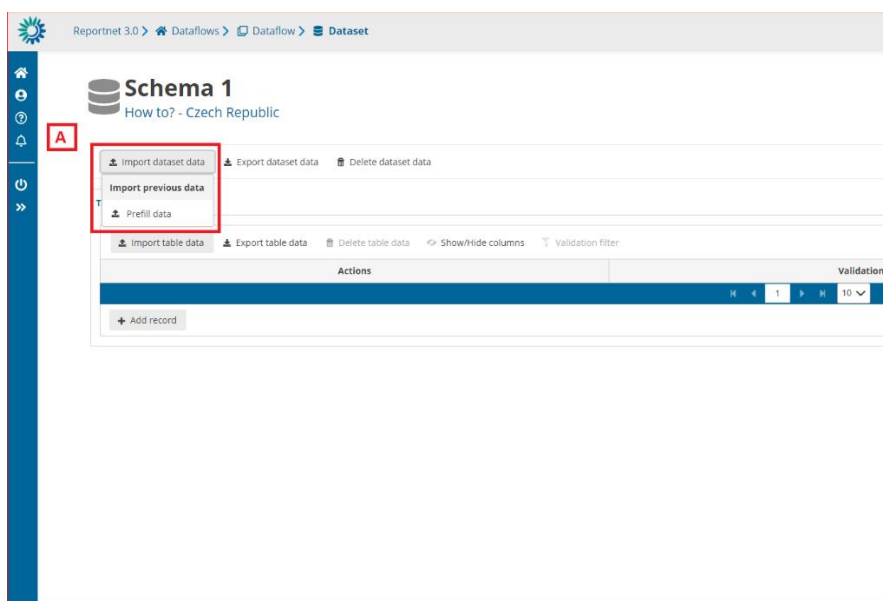 Reportnet 3.0 Dataflows Dataflow Dataset
Schema 1
How to? - Czech Republic
A
Import dataset data Export dataset data Delete dataset data
Import previous data
T
Prefill data
Import table data Export table data Delete table data Show/Hide columns Validation filter
Actions Validation
1 10
Add record